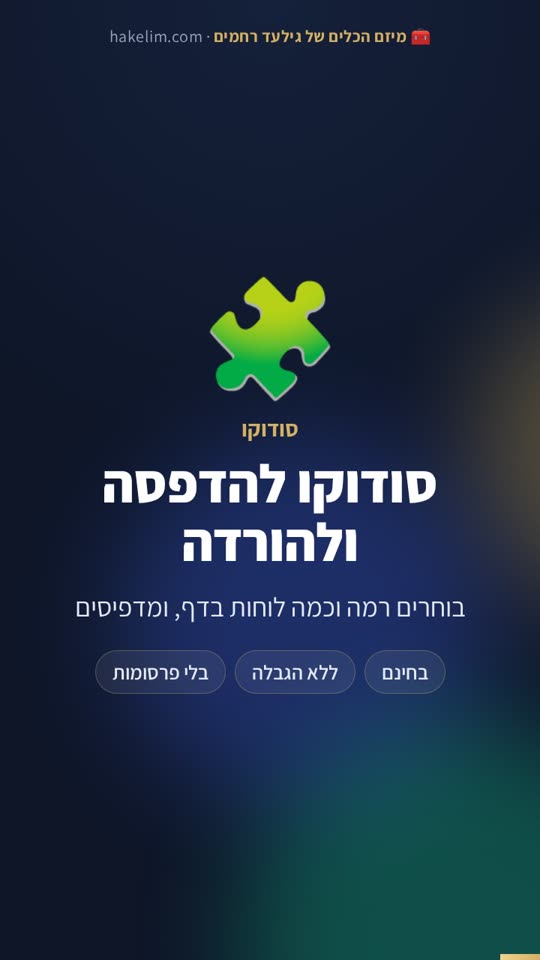 🧰 מיזם הכלים של גילעד רחמים · hakelim.com
סודוקו
סודוקו להדפסה
ולהורדה
בוחרים רמה וכמה לוחות בדף, ומדפיסים
בחינם
ללא הגבלה
בלי פרסומות